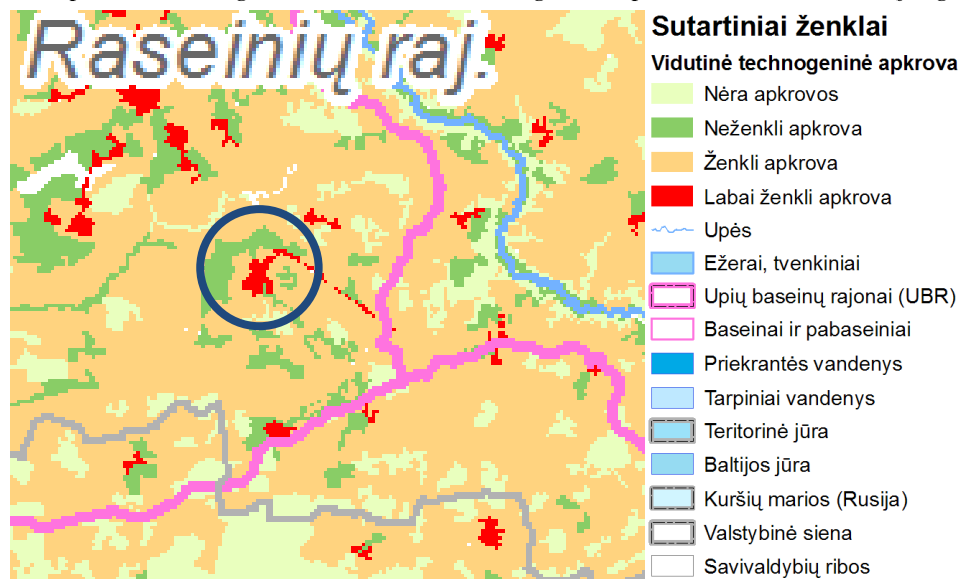 Raseinių raj.
Sutartiniai ženklai
Vidutinė technogeninė apkrova
Nėra apkrovos
Neženkli apkrova
Ženkli apkrova
Labai ženkli apkrova
Upės
Ežerai, tvenkiniai
Upių baseinų rajonai (UBR)
Baseinai ir pabaseiniai
Priekrantės vandenys
Tarpiniai vandenys
Teritorinė jūra
Baltijos jūra
Kuršių marios (Rusija)
Valstybinė siena
Savivaldybių ribos